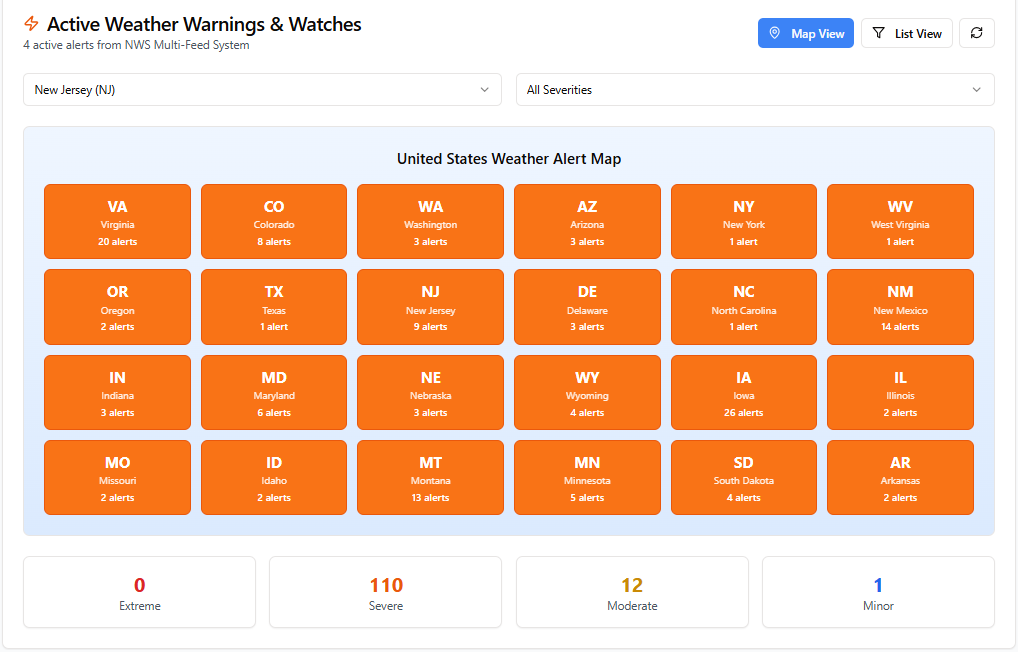 Active Weather Warnings & Watches
4 active alerts from NWS Multi-Feed System
Map View
List View
New Jersey (NJ)
All Severities
United States Weather Alert Map
VA
Virginia
20 alerts
CO
Colorado
8 alerts
WA
Washington
3 alerts
AZ
Arizona
3 alerts
NY
New York
1 alert
WV
West Virginia
1 alert
OR
Oregon
2 alerts
TX
Texas
1 alert
NJ
New Jersey
9 alerts
DE
Delaware
3 alerts
NC
North Carolina
1 alert
NM
New Mexico
14 alerts
IN
Indiana
3 alerts
MD
Maryland
6 alerts
NE
Nebraska
3 alerts
WY
Wyoming
4 alerts
IA
Iowa
26 alerts
IL
Illinois
2 alerts
MO
Missouri
2 alerts
ID
Idaho
2 alerts
MT
Montana
13 alerts
MN
Minnesota
5 alerts
SD
South Dakota
4 alerts
AR
Arkansas
2 alerts
0
Extreme
110
Severe
12
Moderate
1
Minor